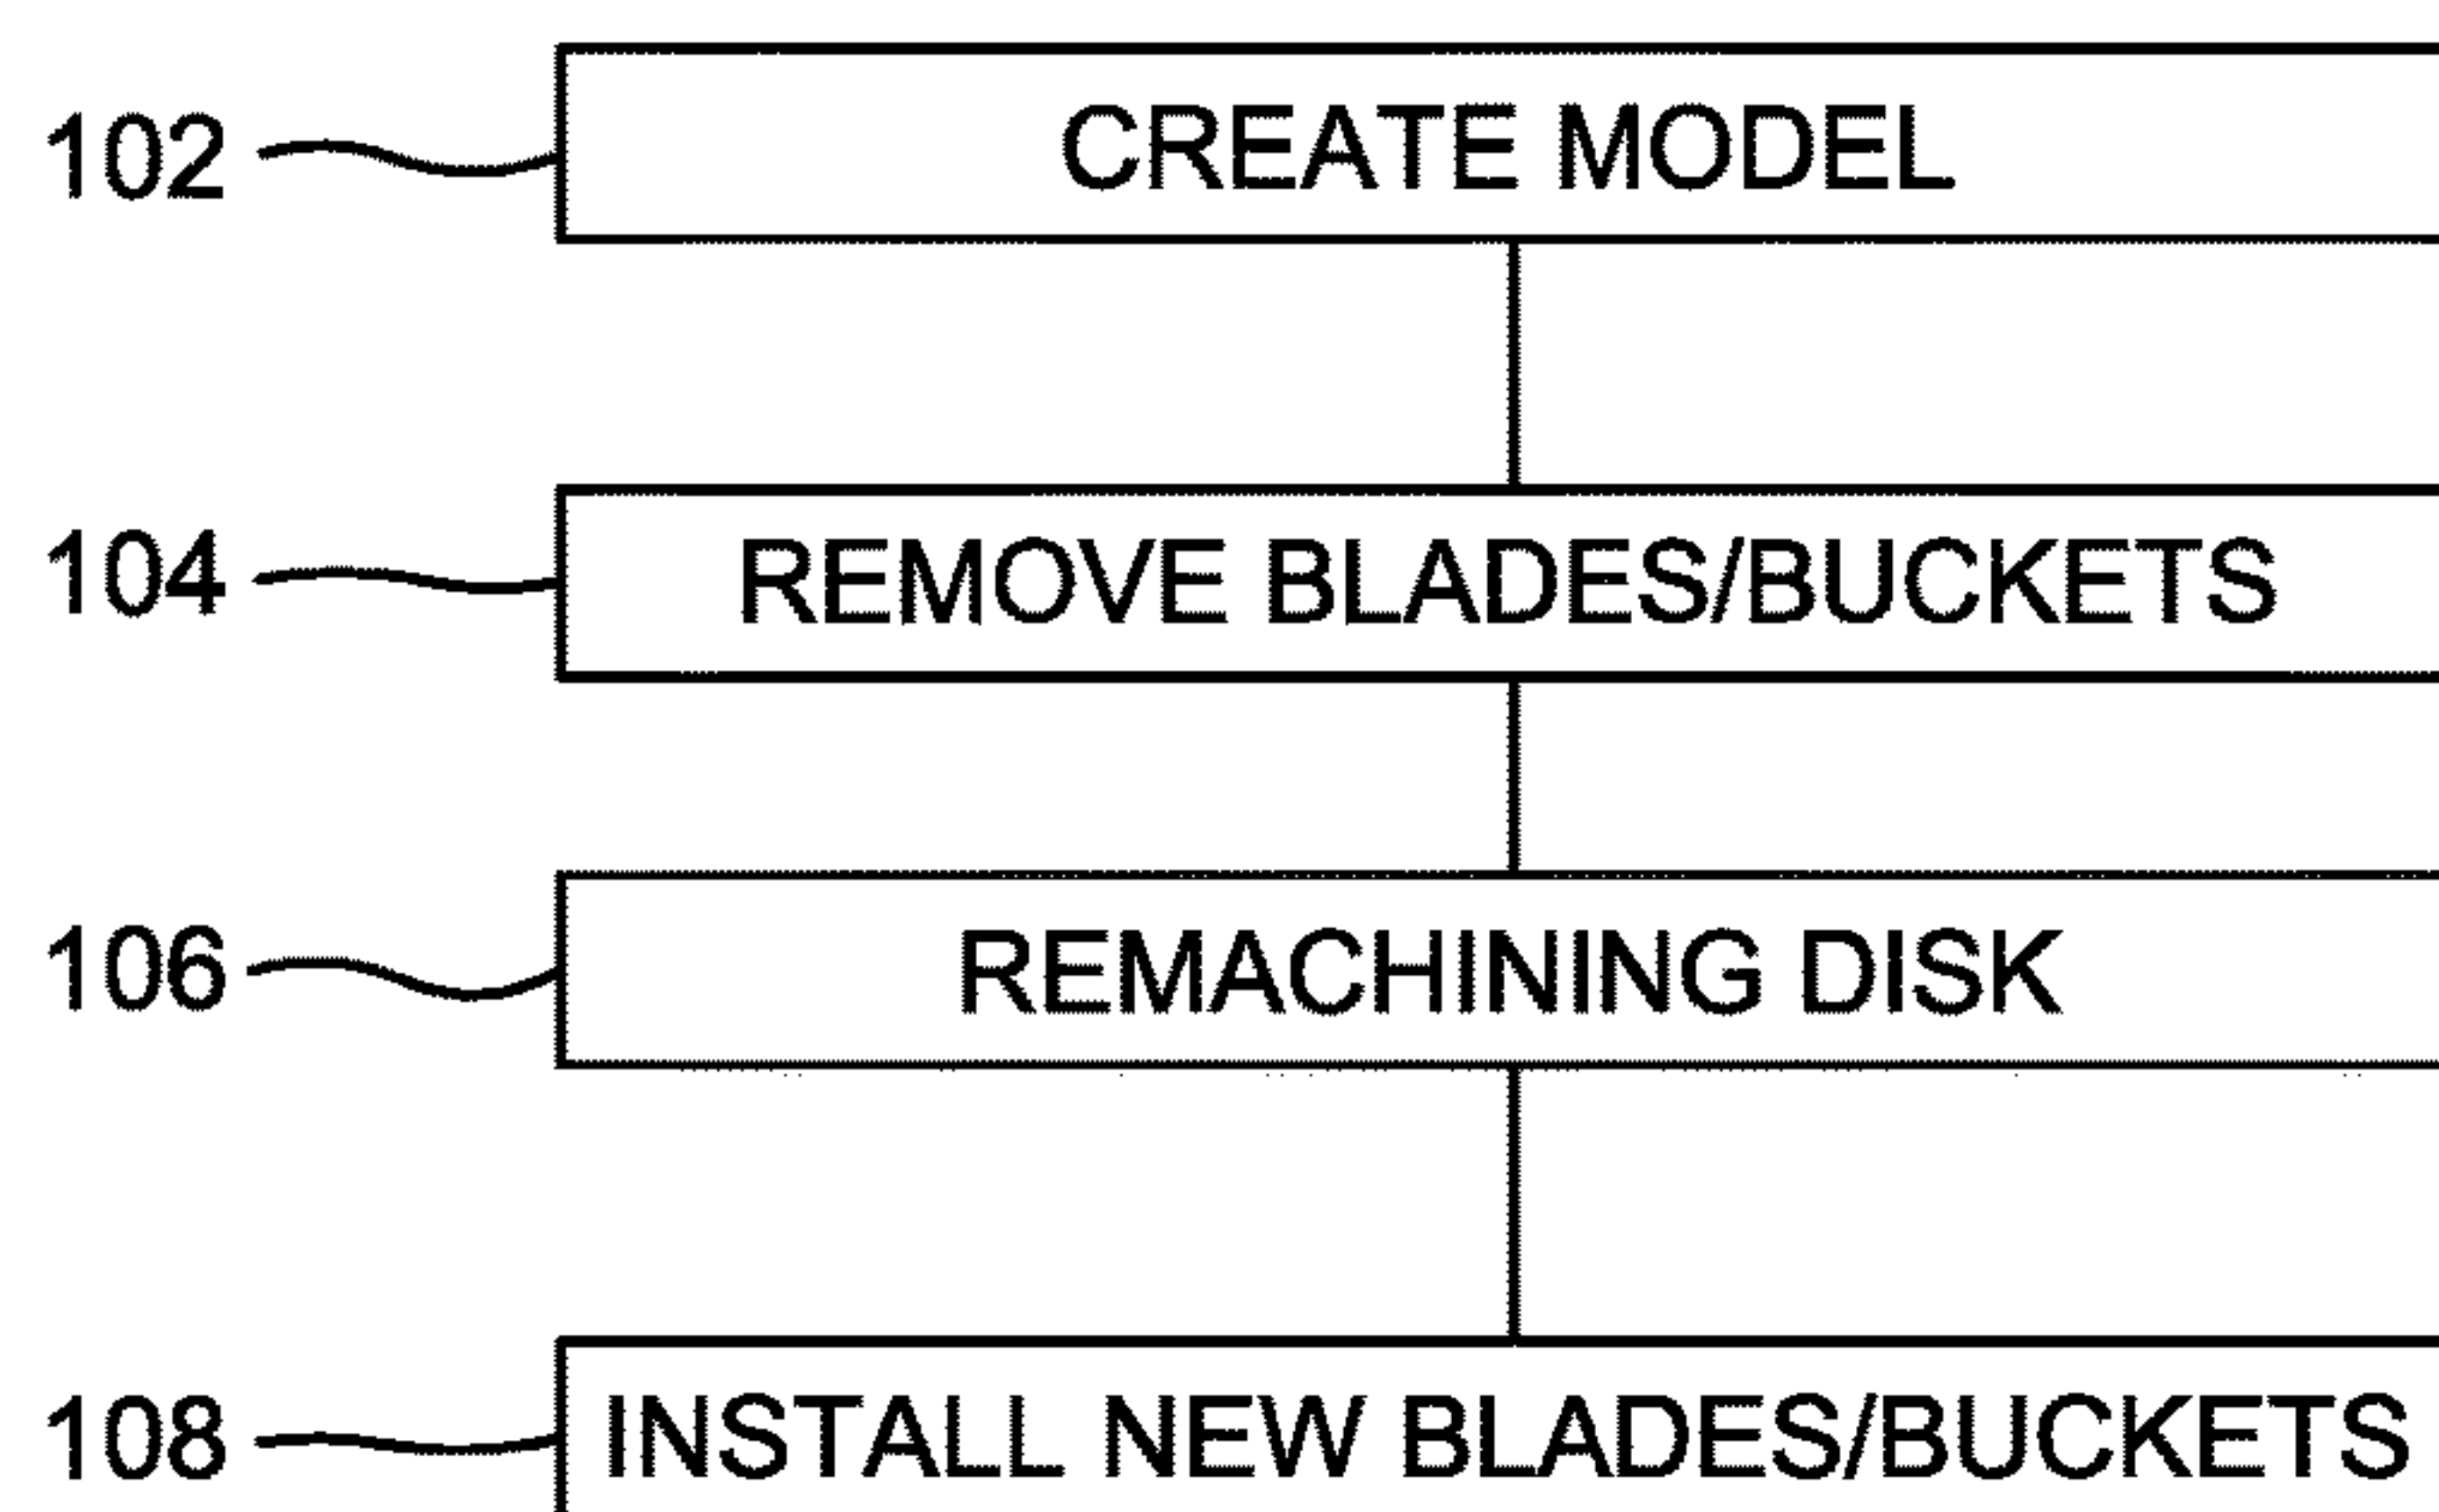 102 CREATE MODEL
104 REMOVE BLADES/BUCKETS
106 REMACHINING DISK
108 INSTALL NEW BLADES/BUCKETS